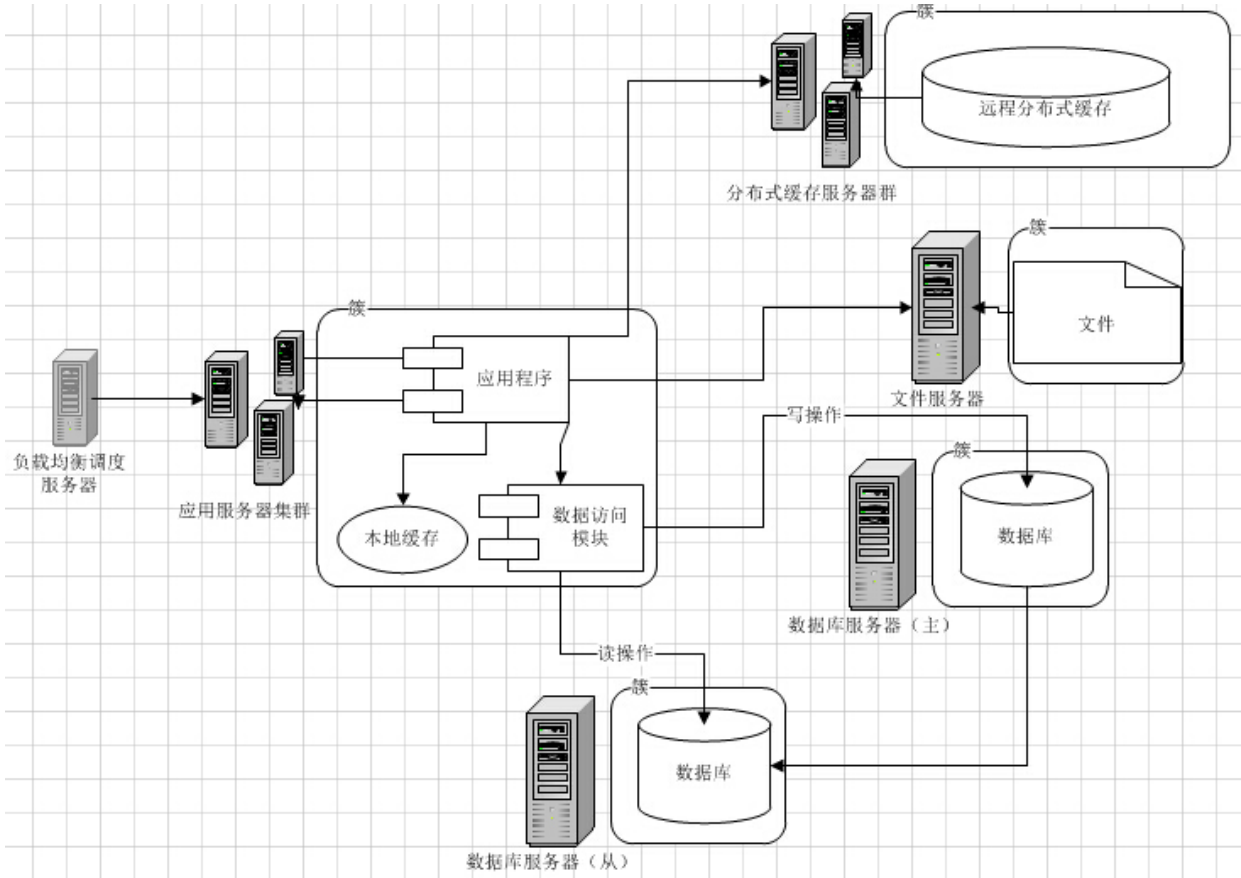 簇
远程分布式缓存
分布式缓存服务器群
簇
文件
文件服务器
簇
应用程序
负载均衡调度
服务器
应用服务器集群
本地缓存
数据访问
模块
写操作
簇
数据库
数据库服务器（主）
读操作
簇
数据库
数据库服务器（从）